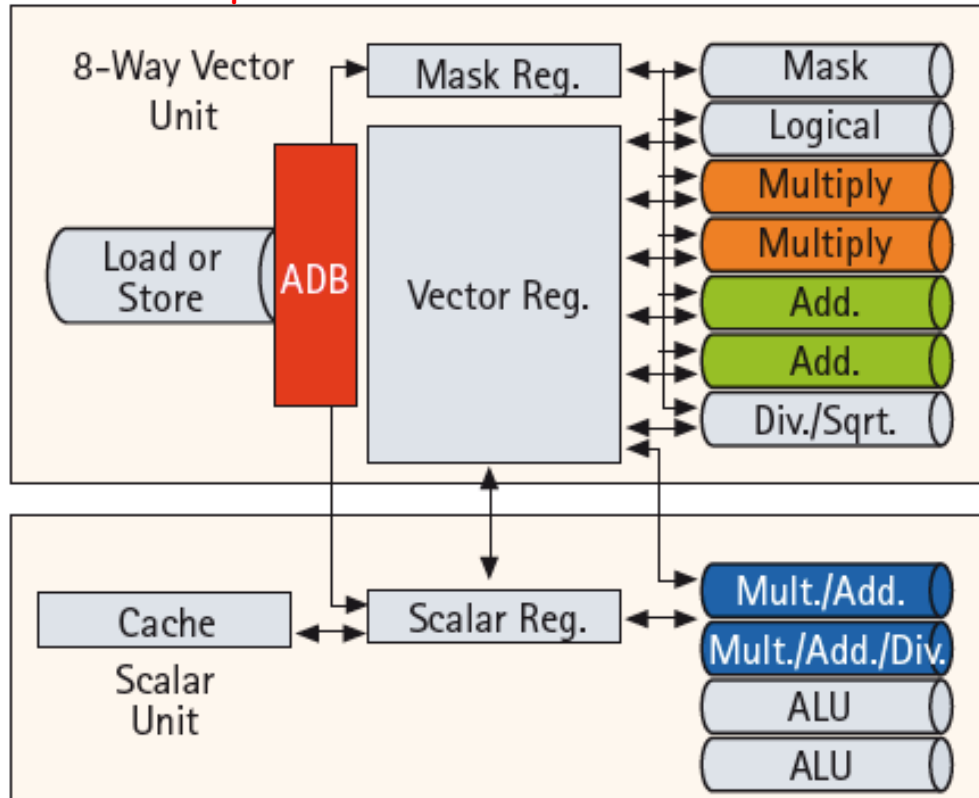 8-Way Vector
Unit
Mask Reg.
Mask
Logical
Multiply
Multiply
Add.
Add.
Div./Sqrt.
Load or
Store
ADB
Vector Reg.
Cache
Scalar
Unit
Scalar Reg.
Mult./Add.
Mult./Add./Div.
ALU
ALU